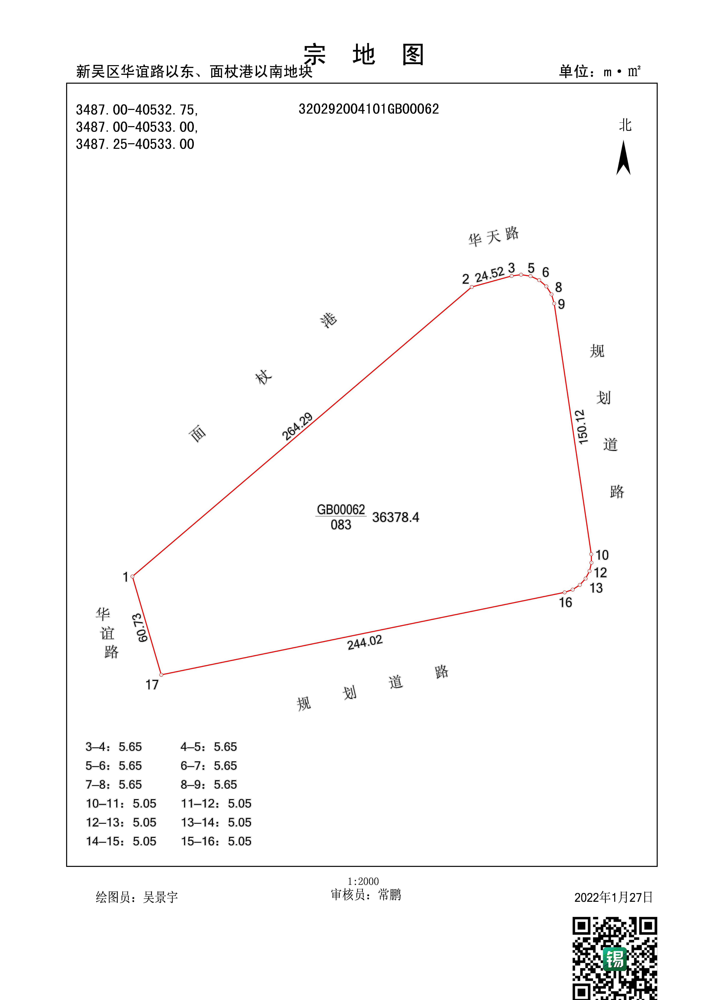 宗 地 图
新吴区华谊路以东、面杖港以南地块
单位：m·㎡
3487.00-40532.75,
3487.00-40533.00,
3487.25-40533.00
320292004101GB00062
北
华天路
2
24.52
3
5
6
8
9
面杖港
264.29
规划道路
150.12
GB00062
083
36378.4
10
12
13
16
1
华谊路
60.73
17
244.02
规划道路
3—4：5.65 4—5：5.65
5—6：5.65 6—7：5.65
7—8：5.65 8—9：5.65
10—11：5.05 11—12：5.05
12—13：5.05 13—14：5.05
14—15：5.05 15—16：5.05
1:2000
绘图员：吴景宇
审核员：常鹏
2022年1月27日
锡